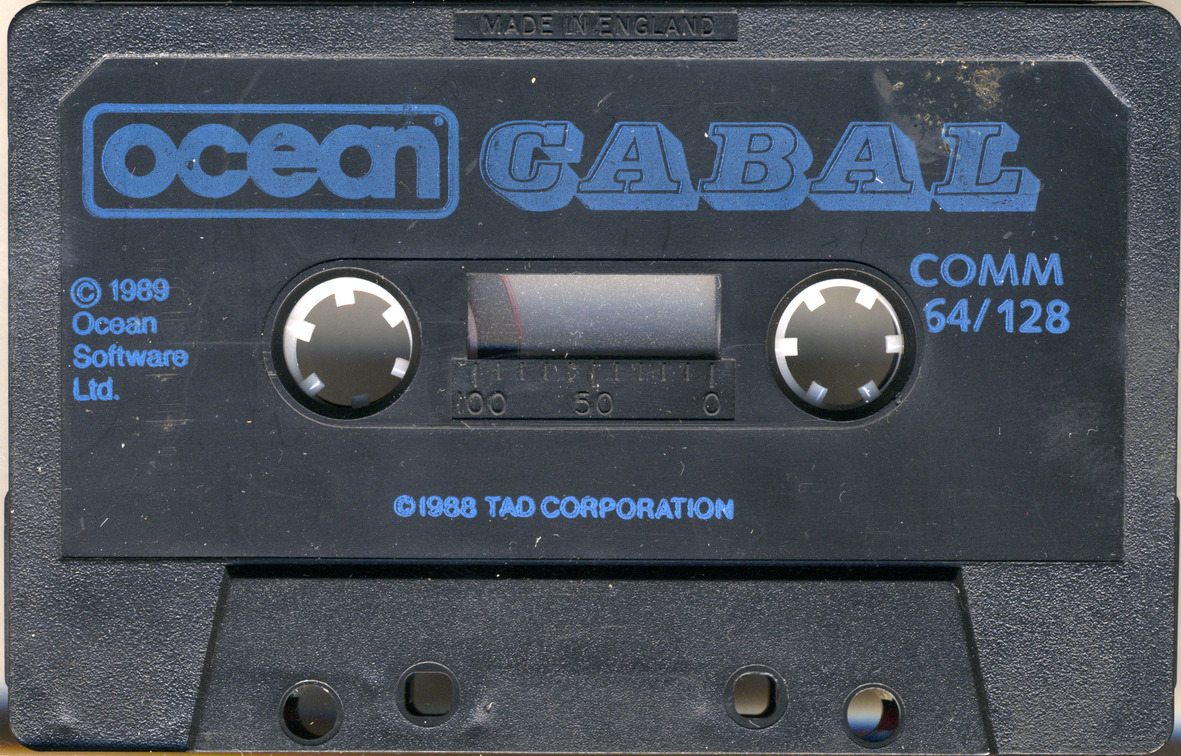 MADE IN ENGLAND
ocean CABAL
COMM
64/128
© 1989
Ocean
Software
Ltd.
100 50 0
©1988 TAD CORPORATION